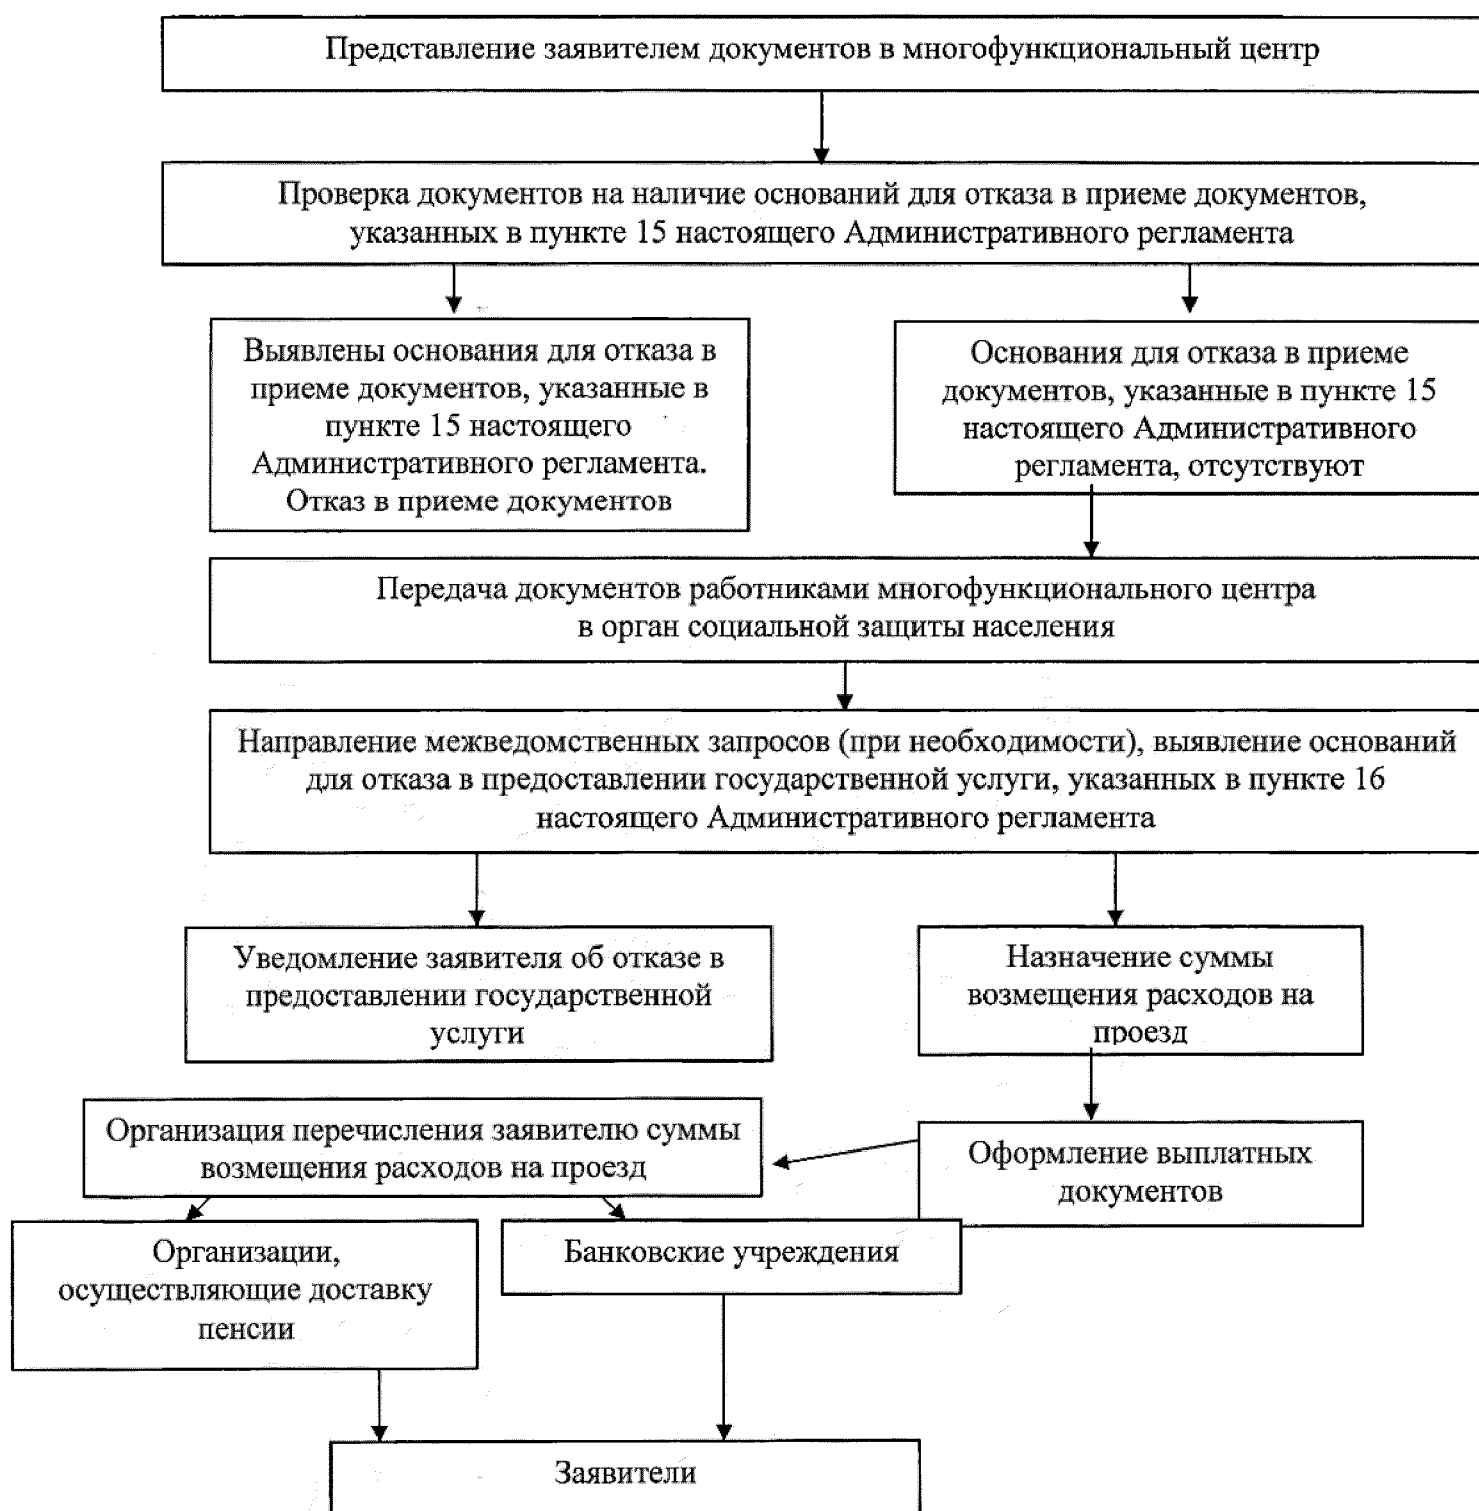 Представление заявителем документов в многофункциональный центр
Проверка документов на наличие оснований для отказа в приеме документов,
указанных в пункте 15 настоящего Административного регламента
Выявлены основания для отказа в
приеме документов, указанные в
пункте 15 настоящего
Административного регламента.
Отказ в приеме документов
Основания для отказа в приеме
документов, указанные в пункте 15
настоящего Административного
регламента, отсутствуют
Передача документов работниками многофункционального центра
в орган социальной защиты населения
Направление межведомственных запросов (при необходимости), выявление оснований
для отказа в предоставлении государственной услуги, указанных в пункте 16
настоящего Административного регламента
Уведомление заявителя об отказе в
предоставлении государственной
услуги
Назначение суммы
возмещения расходов на
проезд
Организация перечисления заявителю суммы
возмещения расходов на проезд
Оформление выплатных
документов
Организации,
осуществляющие доставку
пенсии
Банковские учреждения
Заявители